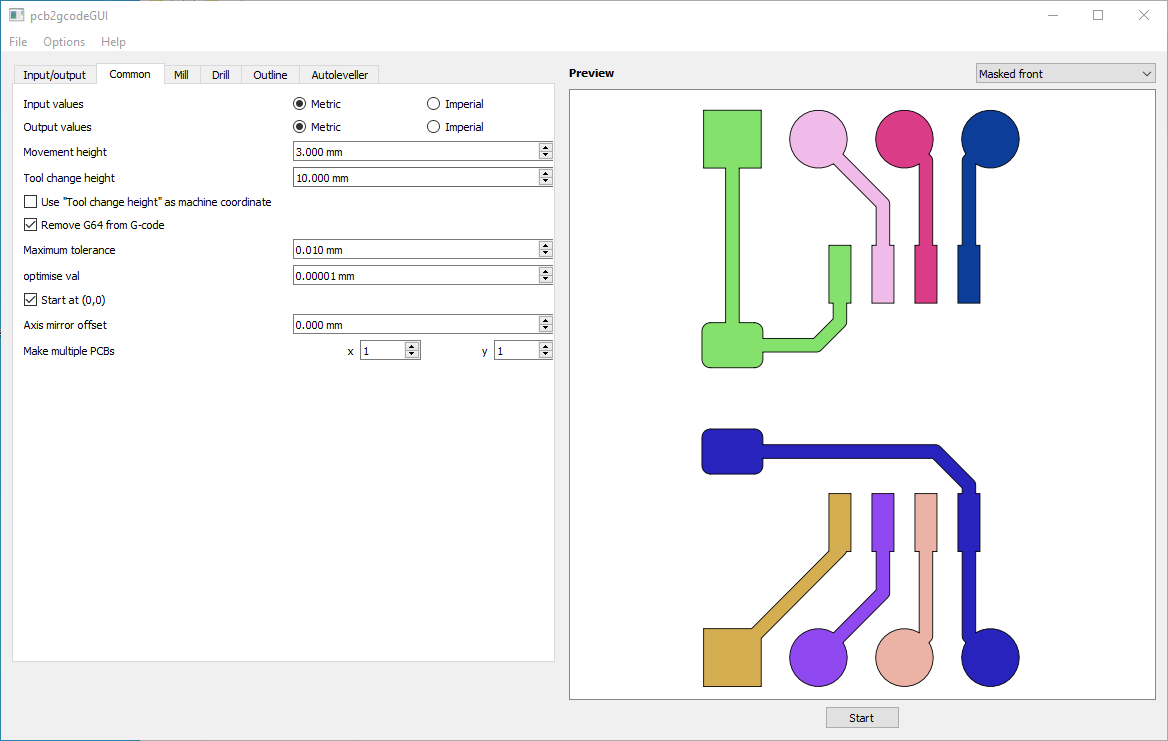 pcb2gcodeGUI
File Options Help
Input/output Common Mill Drill Outline Autoleveller
Input values Metric Imperial
Output values Metric Imperial
Movement height 3.000 mm
Tool change height 10.000 mm
Use "Tool change height" as machine coordinate
Remove G64 from G-code
Maximum tolerance 0.010 mm
optimise val 0.00001 mm
Start at (0,0)
Axis mirror offset 0.000 mm
Make multiple PCBs x 1 y 1
Preview Masked front
Start